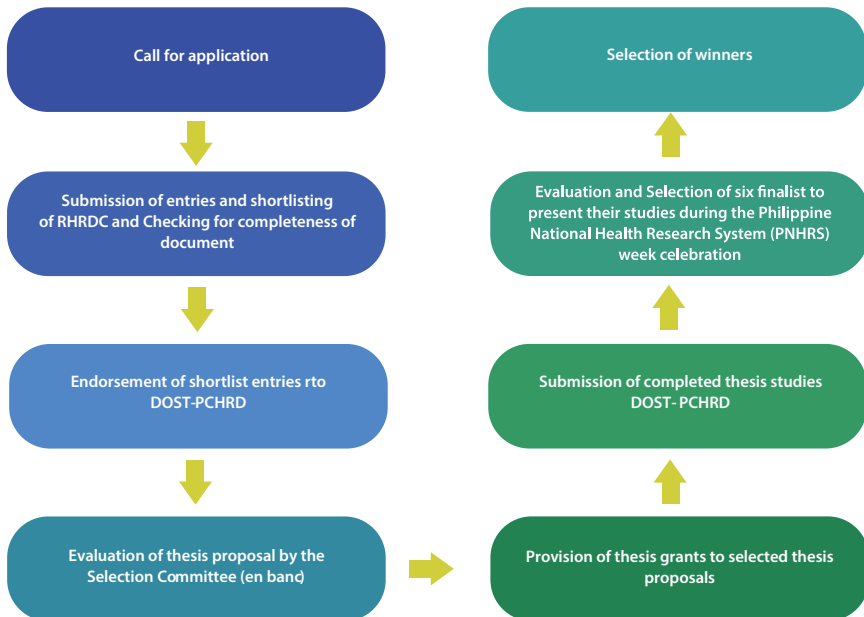 Call for application
Submission of entries and shortlisting
of RHRDC and Checking for completeness of
document
Endorsement of shortlist entries rto
DOST-PCHRD
Evaluation of thesis proposal by the
Selection Committee (en banc)
Provision of thesis grants to selected thesis
proposals
Submission of completed thesis studies
DOST- PCHRD
Evaluation and Selection of six finalist to
present their studies during the Philippine
National Health Research System (PNHRS)
week celebration
Selection of winners